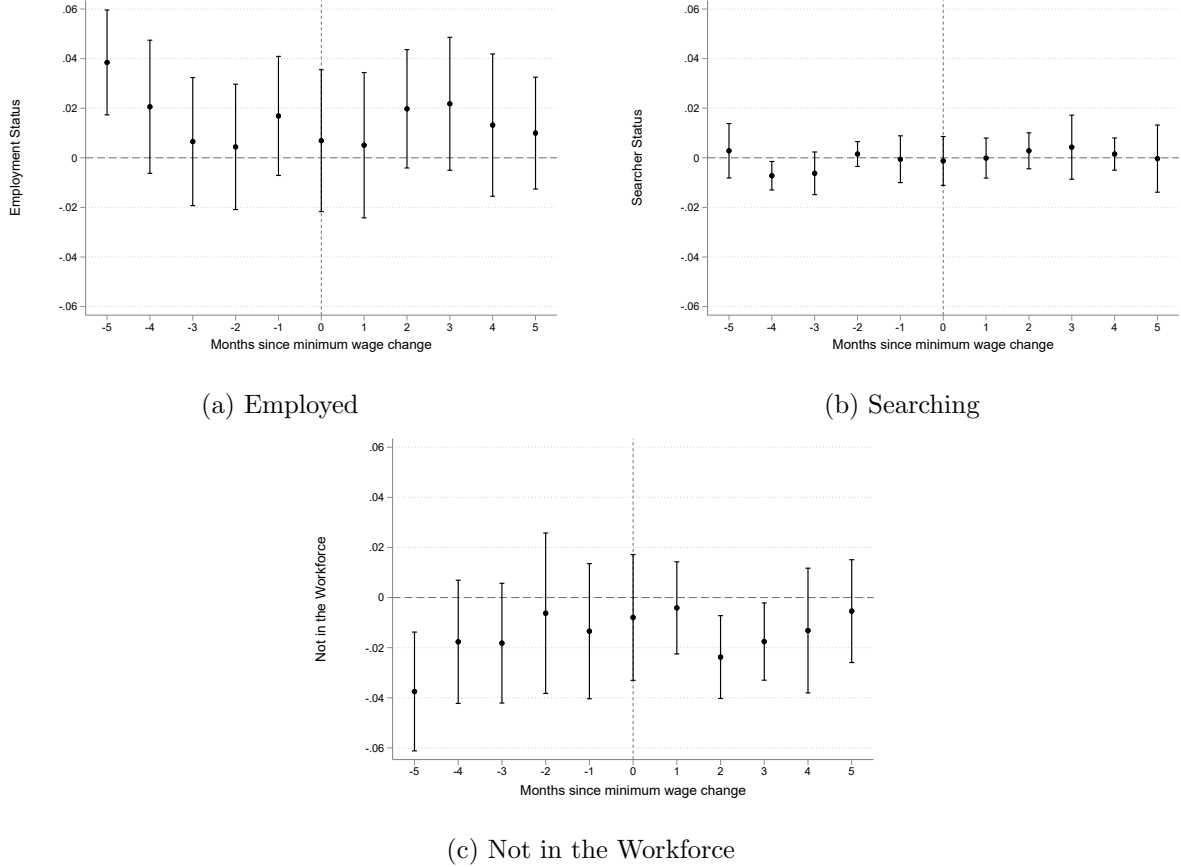 .06
.04
.02
0
-.02
-.04
-.06
Employment Status
-5 -4 -3 -2 -1 0 1 2 3 4 5
Months since minimum wage change
(a) Employed
.06
.04
.02
0
-.02
-.04
-.06
Searcher Status
-5 -4 -3 -2 -1 0 1 2 3 4 5
Months since minimum wage change
(b) Searching
.06
.04
.02
0
-.02
-.04
-.06
Not in the Workforce
-5 -4 -3 -2 -1 0 1 2 3 4 5
Months since minimum wage change
(c) Not in the Workforce